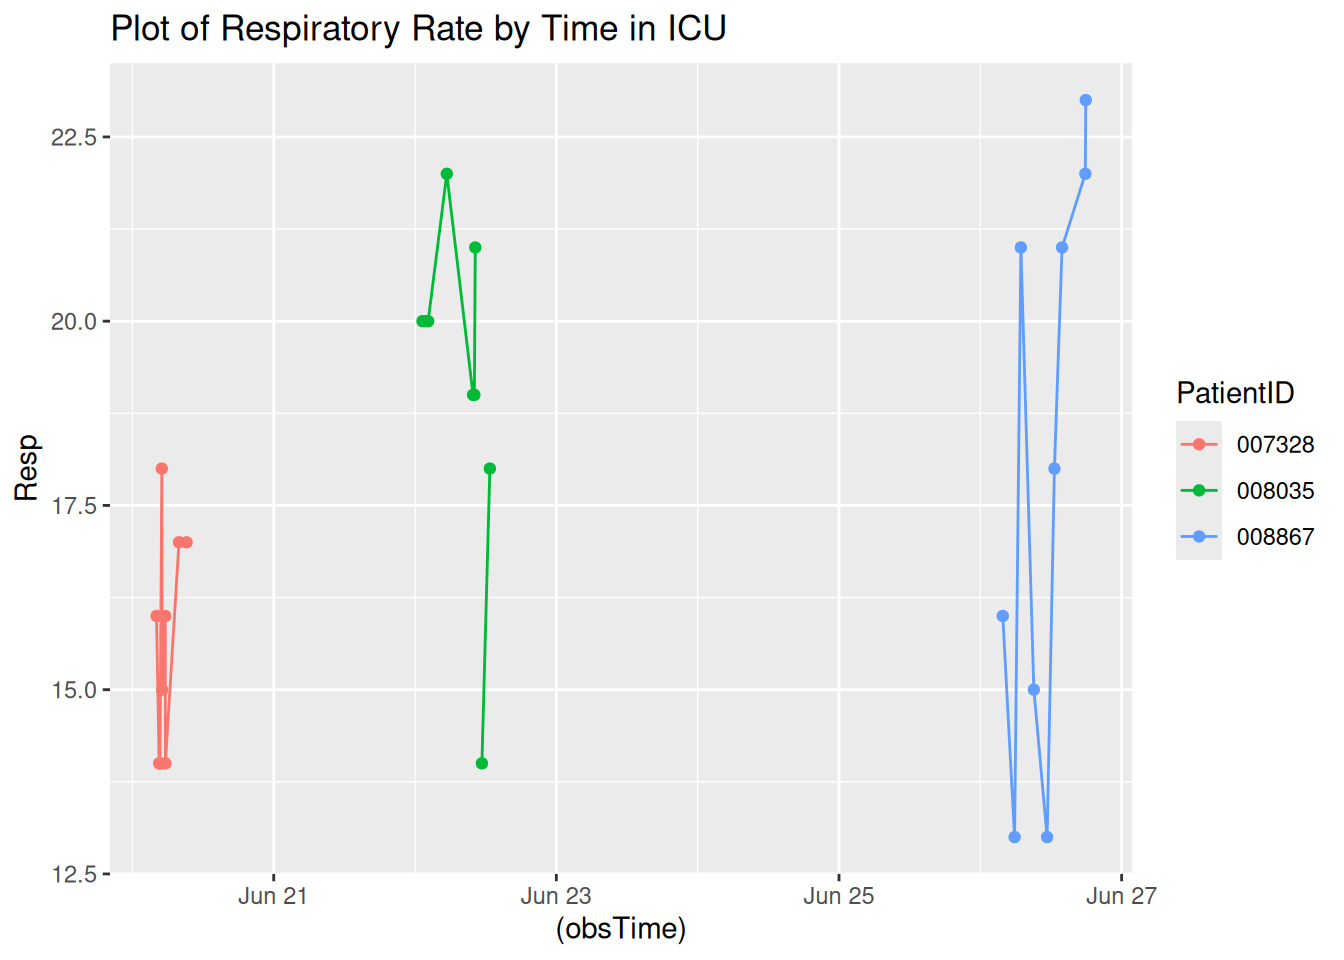 Plot of Respiratory Rate by Time in ICU
22.5
20.0
17.5
15.0
12.5
Resp
Jun 21 Jun 23 Jun 25 Jun 27
(obsTime)
PatientID
007328
008035
008867